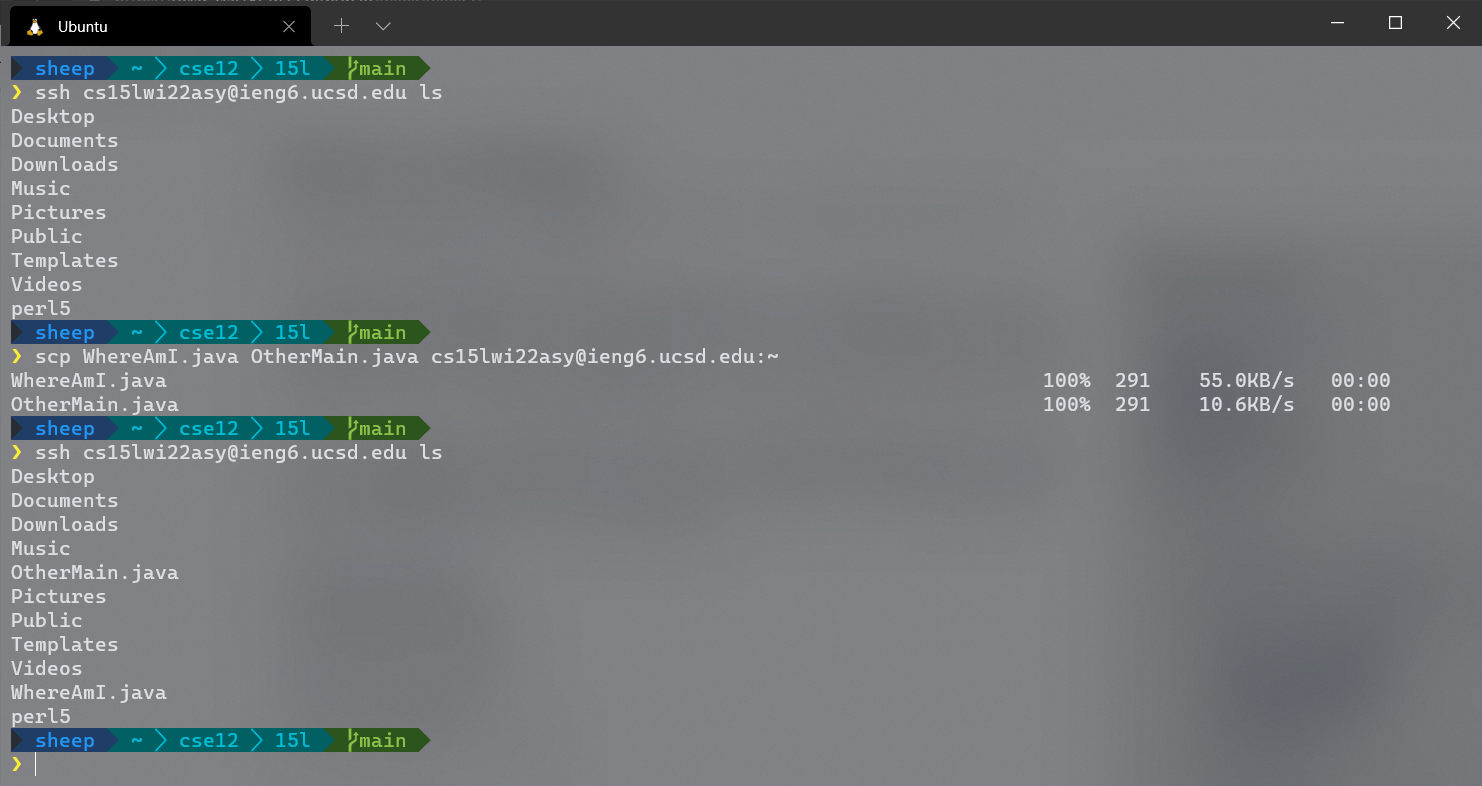 Ubuntu
sheep ~ cse12 15l main
❯ ssh cs15lwi22asy@ieng6.ucsd.edu ls
Desktop
Documents
Downloads
Music
Pictures
Public
Templates
Videos
perl5
sheep ~ cse12 15l main
❯ scp WhereAmI.java OtherMain.java cs15lwi22asy@ieng6.ucsd.edu:~
WhereAmI.java 100% 291 55.0KB/s 00:00
OtherMain.java 100% 291 10.6KB/s 00:00
sheep ~ cse12 15l main
❯ ssh cs15lwi22asy@ieng6.ucsd.edu ls
Desktop
Documents
Downloads
Music
OtherMain.java
Pictures
Public
Templates
Videos
WhereAmI.java
perl5
sheep ~ cse12 15l main
❯